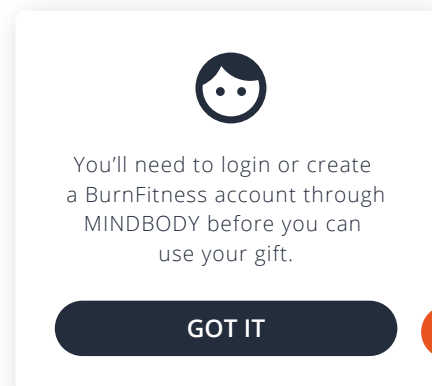 You’ll need to login or create
a BurnFitness account through
MINDBODY before you can
use your gift.
GOT IT